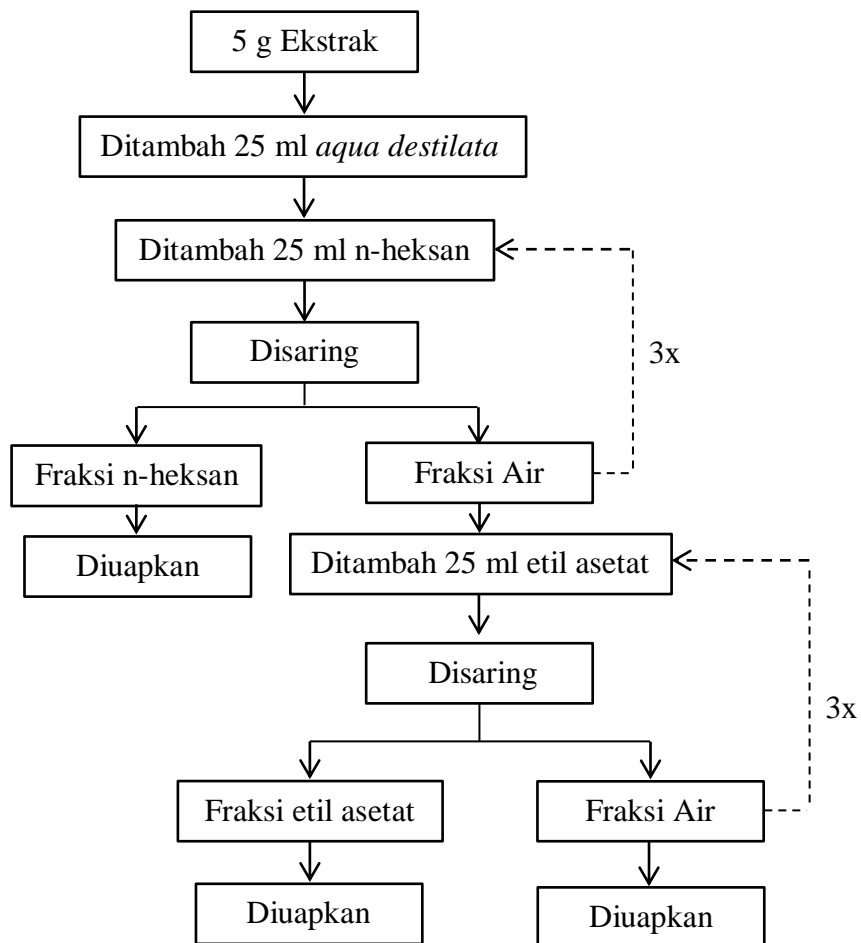 5 g Ekstrak
Ditambah 25 ml aqua destilata
Ditambah 25 ml n-heksan
Disaring
3x
Fraksi n-heksan
Fraksi Air
Diuapkan
Ditambah 25 ml etil asetat
Disaring
3x
Fraksi etil asetat
Fraksi Air
Diuapkan
Diuapkan